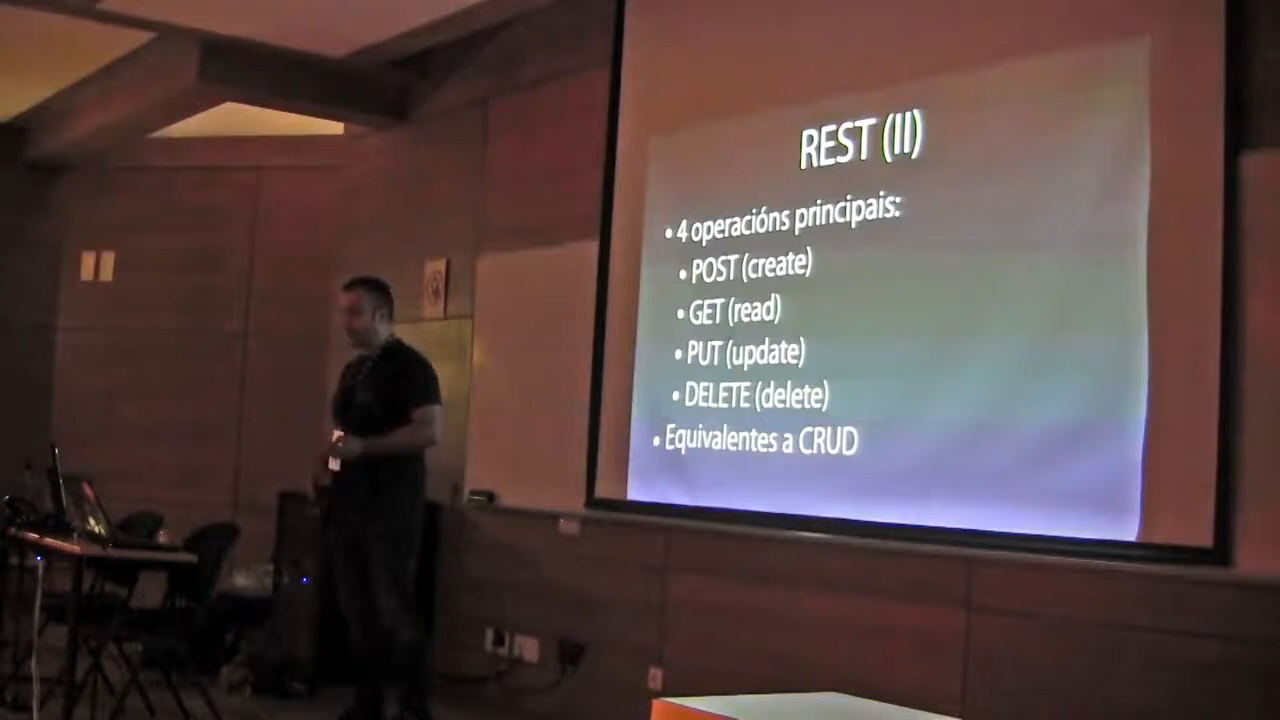 REST (II)
• 4 operacións principais:
• POST (create)
• GET (read)
• PUT (update)
• DELETE (delete)
• Equivalentes a CRUD